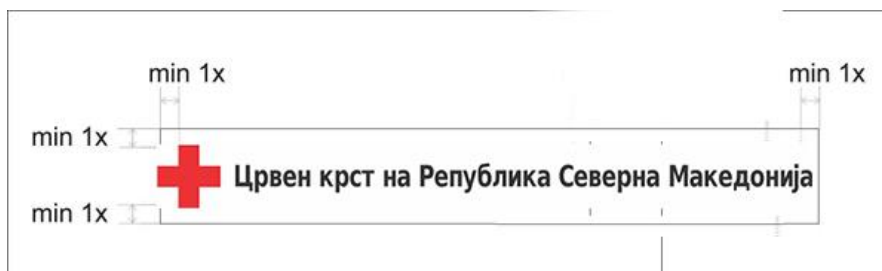 min 1x min 1x
min 1x
Црвен крст на Република Северна Македонија
min 1x